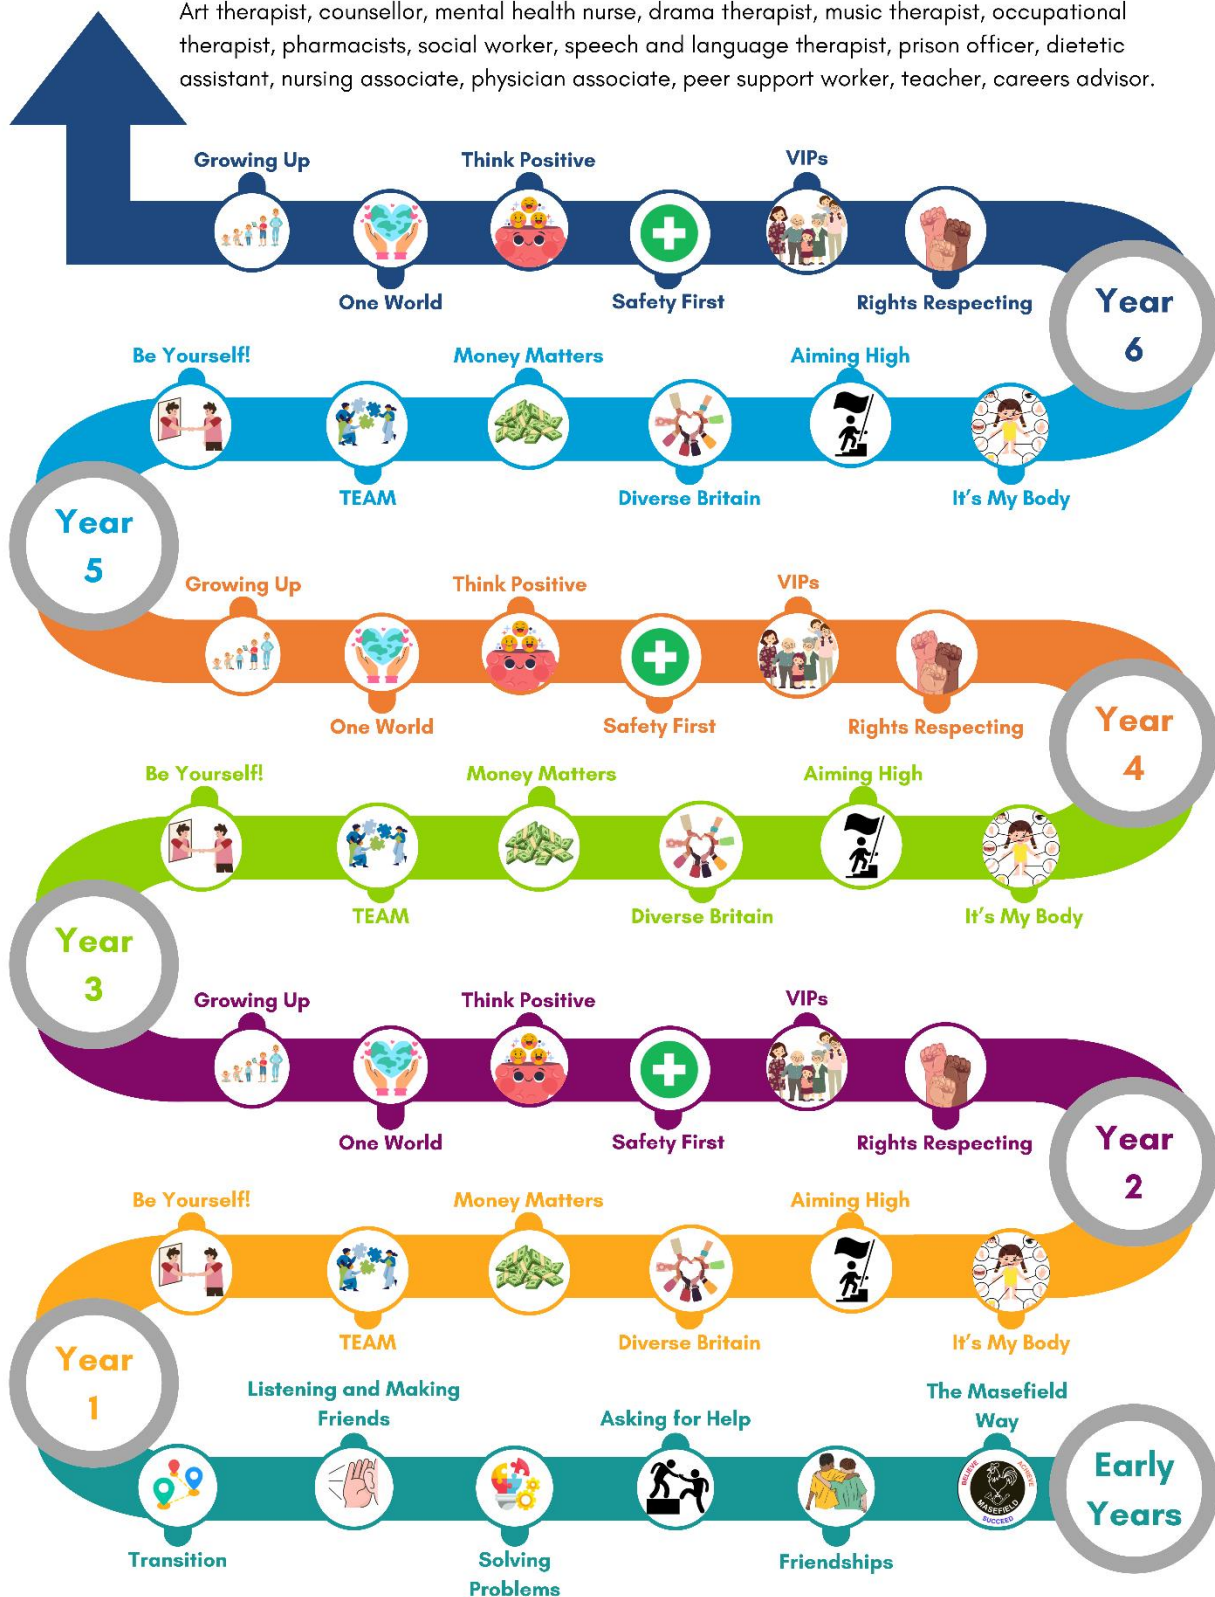 Art therapist, counsellor, mental health nurse, drama therapist, music therapist, occupational
therapist, pharmacists, social worker, speech and language therapist, prison officer, dietetic
assistant, nursing associate, physician associate, peer support worker, teacher, careers advisor.
Growing Up
Think Positive
VIPs
One World
Safety First
Rights Respecting
Year
6
Be Yourself!
Money Matters
Aiming High
TEAM
Diverse Britain
It's My Body
Year
5
Growing Up
Think Positive
VIPs
One World
Safety First
Rights Respecting
Year
4
Be Yourself!
Money Matters
Aiming High
TEAM
Diverse Britain
It's My Body
Year
3
Growing Up
Think Positive
VIPs
One World
Safety First
Rights Respecting
Year
2
Be Yourself!
Money Matters
Aiming High
TEAM
Diverse Britain
It's My Body
Year
1
Listening and Making
Friends
Asking for Help
The Masefield
Way
BELIEVE
ACHIEVE
MASEFIELD
SUCCEED
Early
Years
Transition
Solving
Problems
Friendships